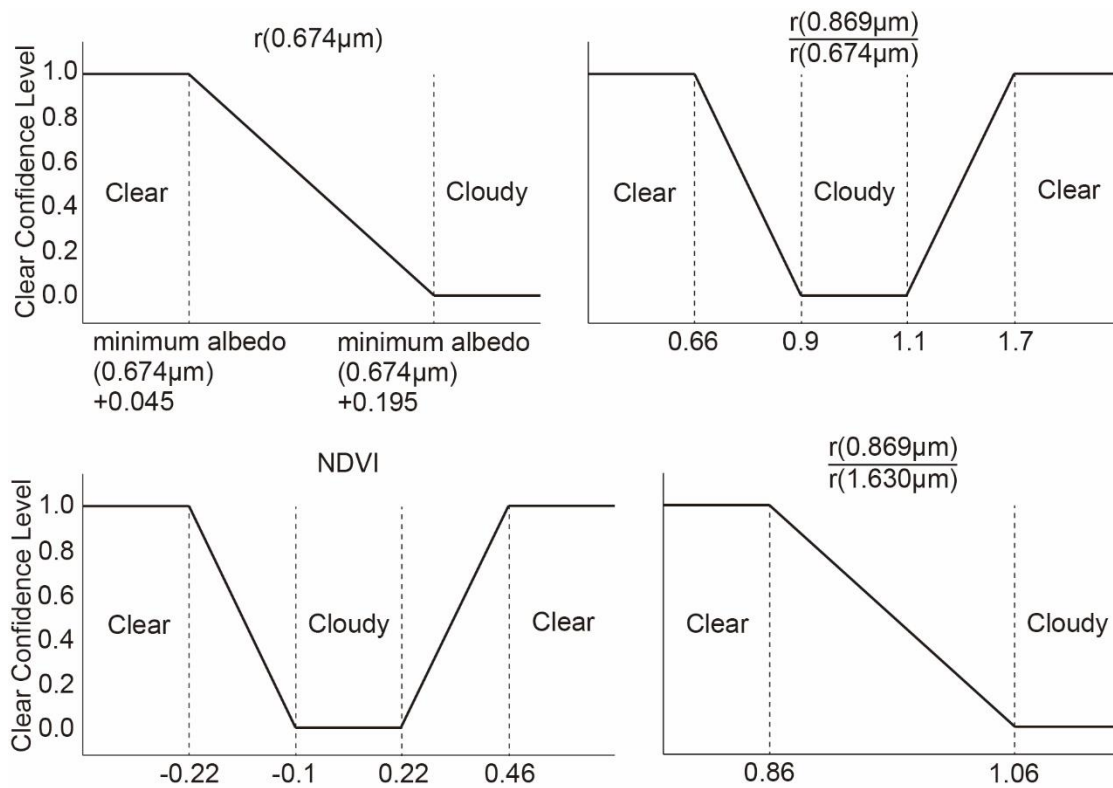 r(0.674μm)
Clear Confidence Level
1.0
0.8
0.6
0.4
0.2
0.0
Clear
Cloudy
minimum albedo
(0.674μm)
+0.045
minimum albedo
(0.674μm)
+0.195
r(0.869μm)
r(0.674μm)
Clear
Cloudy
Clear
0.66
0.9
1.1
1.7
NDVI
Clear Confidence Level
1.0
0.8
0.6
0.4
0.2
0.0
Clear
Cloudy
Clear
-0.22
-0.1
0.22
0.46
r(0.869μm)
r(1.630μm)
Clear
Cloudy
0.86
1.06